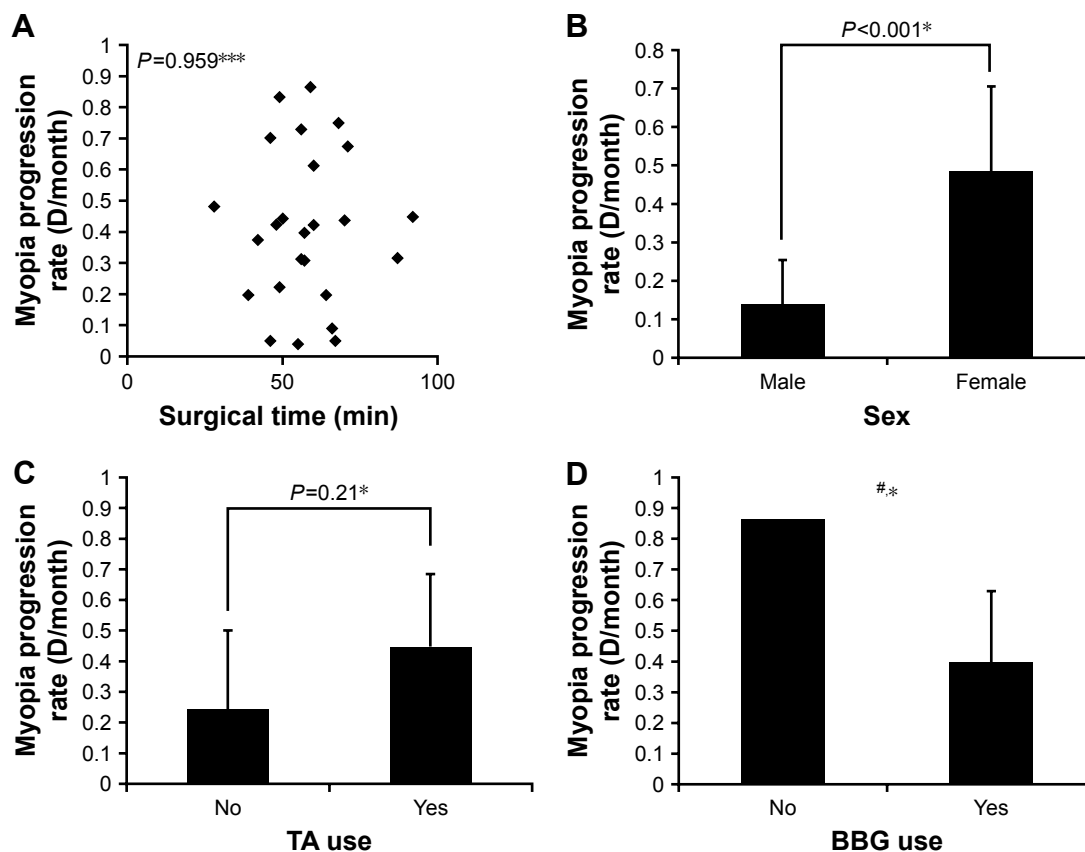 A
P=0.959***
Myopia progression
rate (D/month)
1
0.9
0.8
0.7
0.6
0.5
0.4
0.3
0.2
0.1
0
0 50 100
Surgical time (min)
B
P<0.001*
Myopia progression
rate (D/month)
0.8
0.7
0.6
0.5
0.4
0.3
0.2
0.1
0
Male Female
Sex
C
P=0.21*
Myopia progression
rate (D/month)
1
0.9
0.8
0.7
0.6
0.5
0.4
0.3
0.2
0.1
0
No Yes
TA use
D
#,*
Myopia progression
rate (D/month)
1
0.9
0.8
0.7
0.6
0.5
0.4
0.3
0.2
0.1
0
No Yes
BBG use